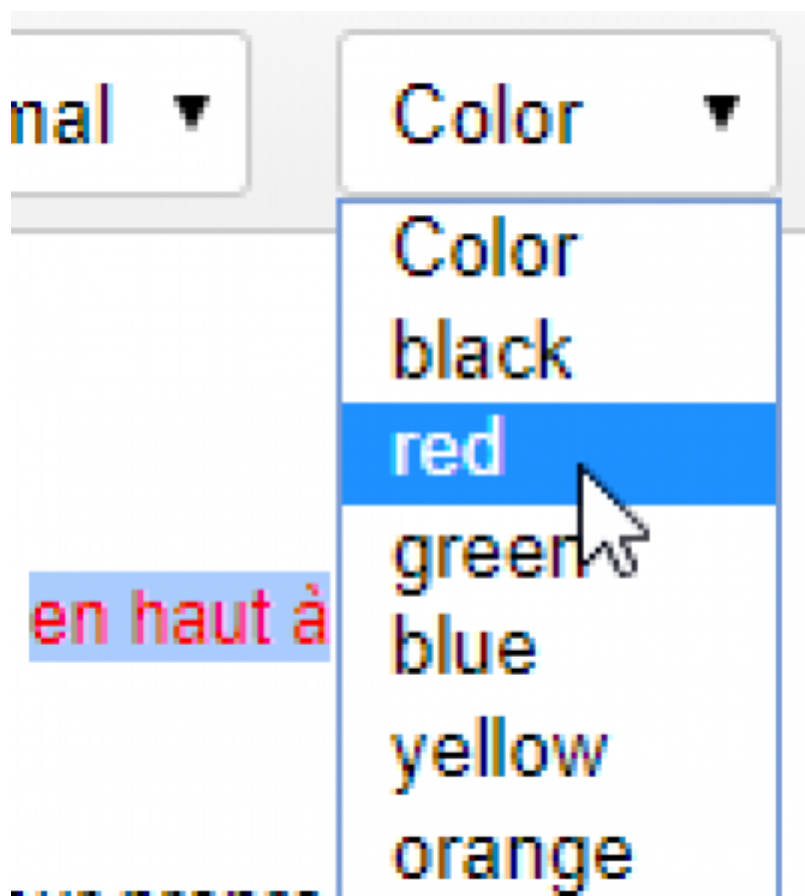 mal ▼ Color ▼
Color
black
red
green
blue
en haut à
yellow
orange